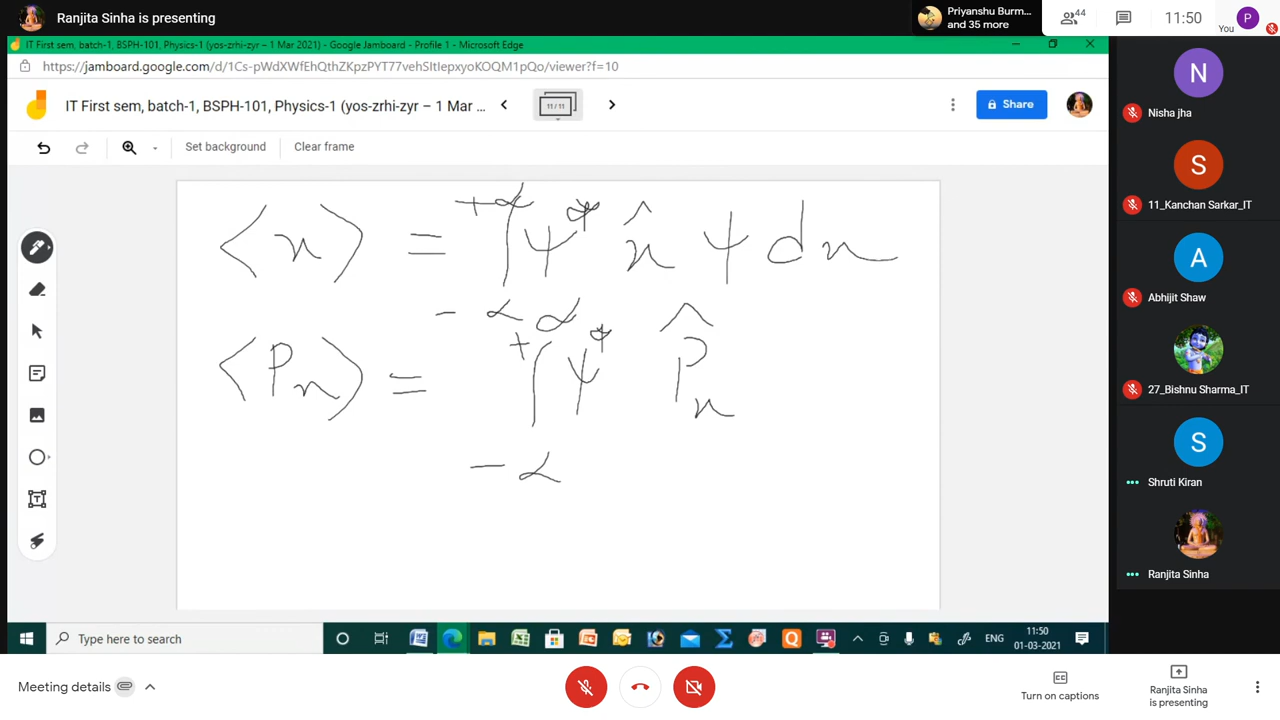 Ranjita Sinha is presenting
Priyanshu Burm...
and 35 more
44
11:50
You
P
IT First sem, batch-1, BSPH-101, Physics-1 (yos-zrhi-zyr – 1 Mar 2021) - Google Jamboard - Profile 1 - Microsoft Edge
https://jamboard.google.com/d/1Cs-pWdXWfEhQthZKpzPYT77vehSItIepxyoKOQM1pQo/viewer?f=10
IT First sem, batch-1, BSPH-101, Physics-1 (yos-zrhi-zyr – 1 Mar ...
11 / 11
Share
Set background
Clear frame
+∝
<x> = ∫ψ* x̂ ψ dx
- ∝
+∝
<Pₓ> = ∫ψ* P̂ₓ
- ∝
N
Nisha jha
S
11_Kanchan Sarkar_IT
A
Abhijit Shaw
27_Bishnu Sharma_IT
S
Shruti Kiran
Ranjita Sinha
Type here to search
ENG
11:50
01-03-2021
Meeting details
Turn on captions
Ranjita Sinha
is presenting